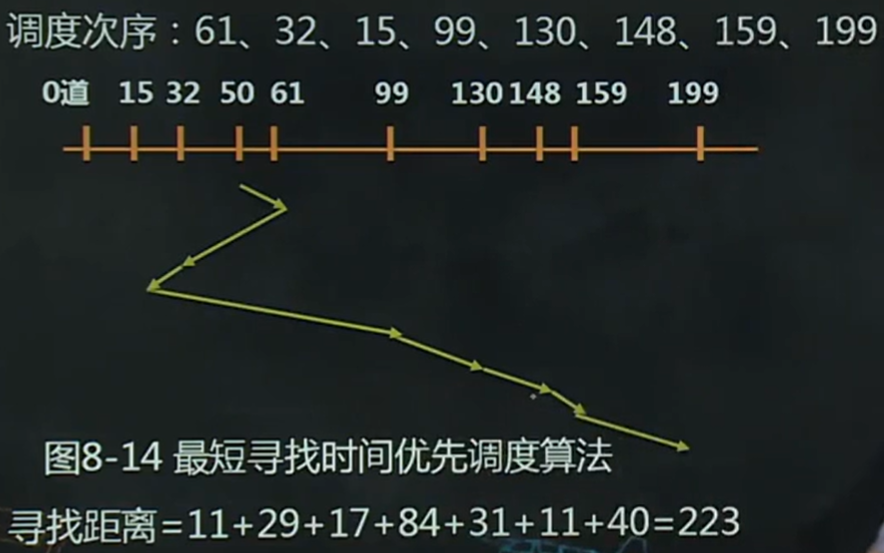 调度次序：61、32、15、99、130、148、159、199
0道 15 32 50 61 99 130 148 159 199
图8-14 最短寻找时间优先调度算法
寻找距离=11+29+17+84+31+11+40=223